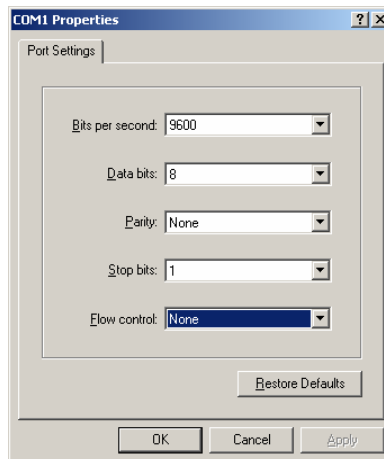 COM1 Properties
Port Settings
Bits per second: 9600
Data bits: 8
Parity: None
Stop bits: 1
Flow control: None
Restore Defaults
OK Cancel Apply